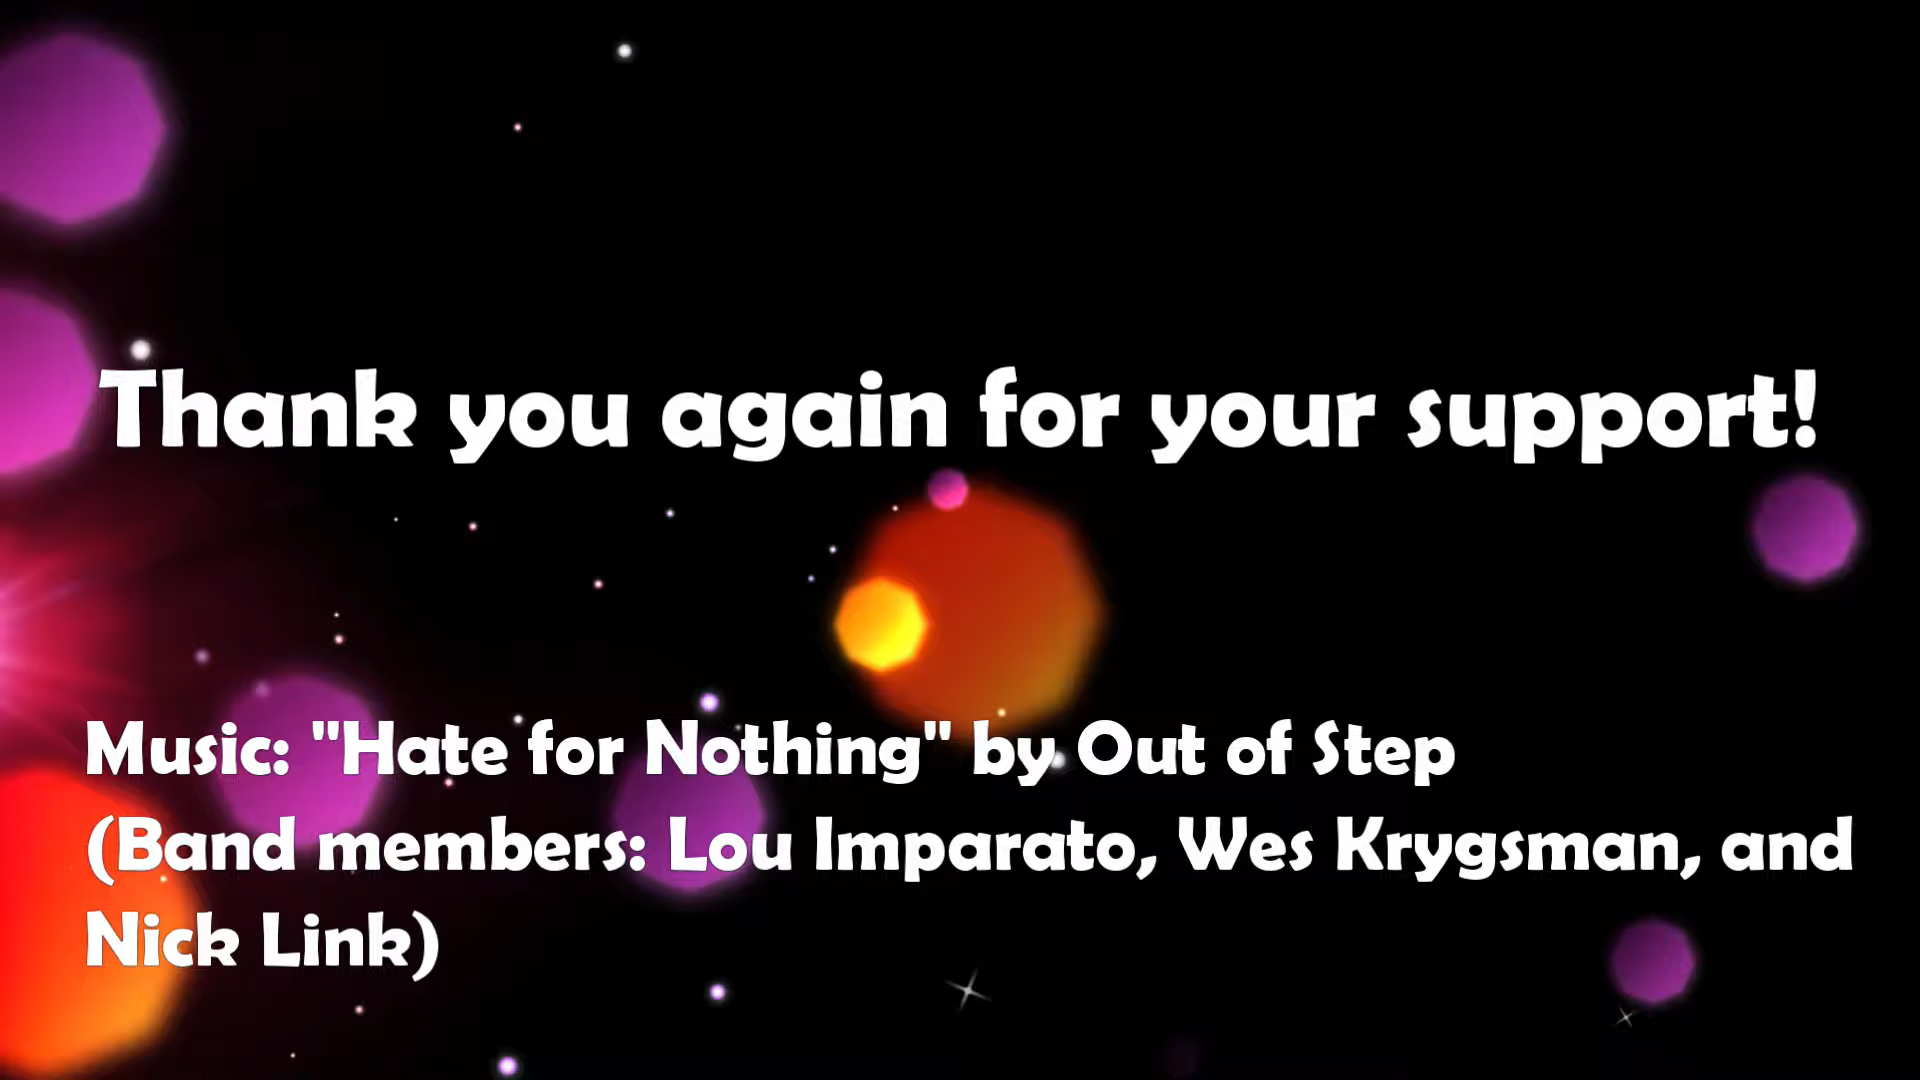 Thank you again for your support!
Music: "Hate for Nothing" by Out of Step
(Band members: Lou Imparato, Wes Krygsman, and
Nick Link)